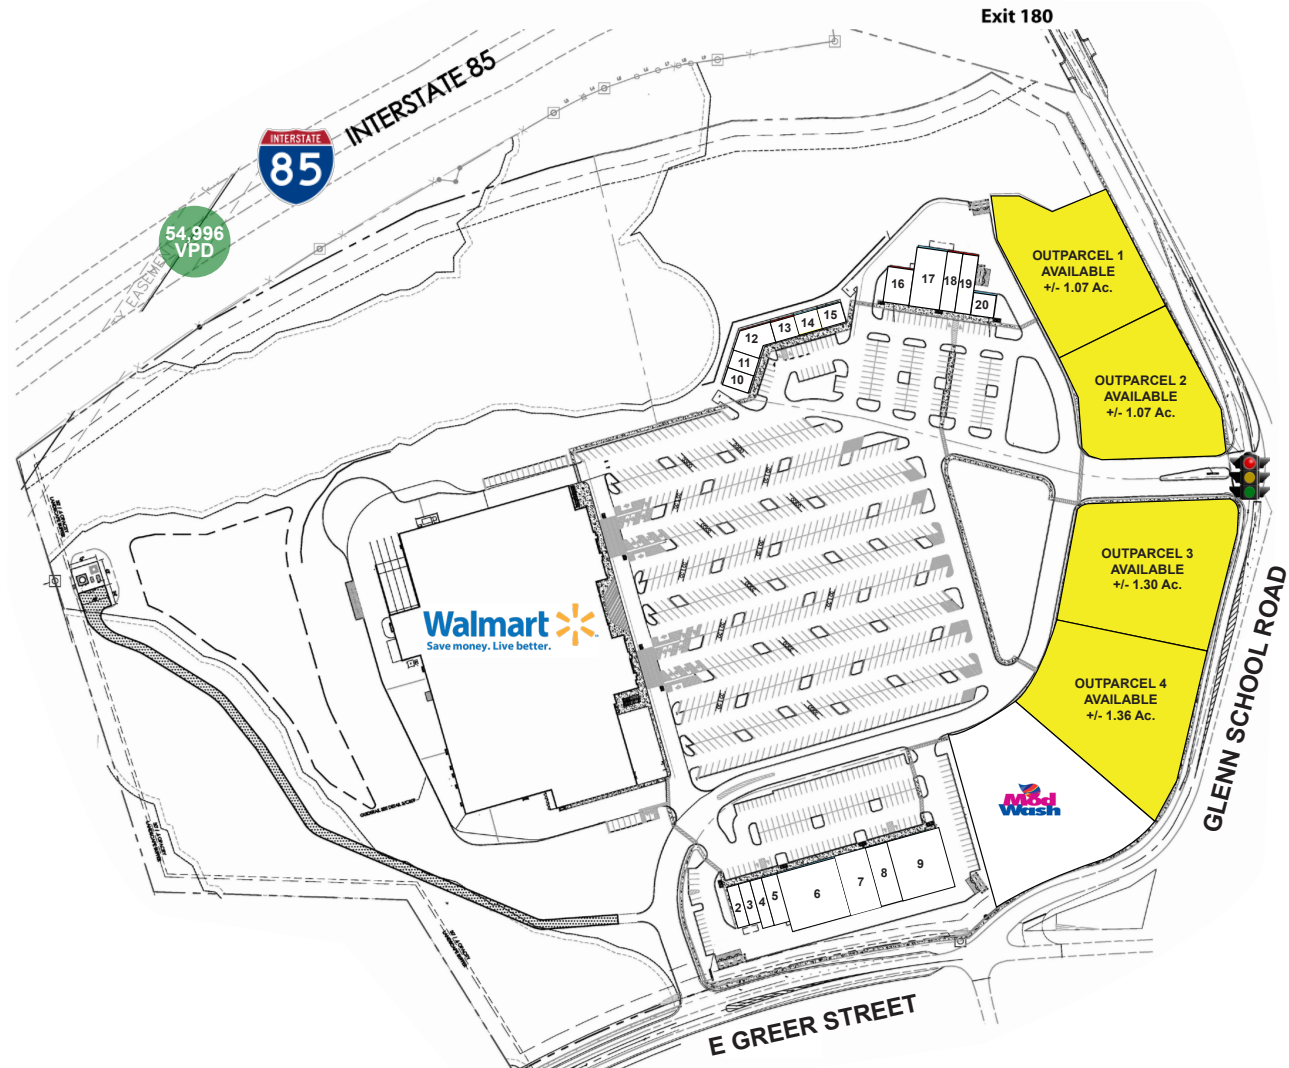 Exit 180
INTERSTATE 85
INTERSTATE
85
54,996
VPD
EASEMENT
OUTPARCEL 1
AVAILABLE
+/- 1.07 Ac.
16
17
18
19
20
12
13
14
15
11
10
OUTPARCEL 2
AVAILABLE
+/- 1.07 Ac.
OUTPARCEL 3
AVAILABLE
+/- 1.30 Ac.
Walmart
Save money. Live better.
OUTPARCEL 4
AVAILABLE
+/- 1.36 Ac.
GLENN SCHOOL ROAD
Mod
Wash
2
3
4
5
6
7
8
9
E GREER STREET